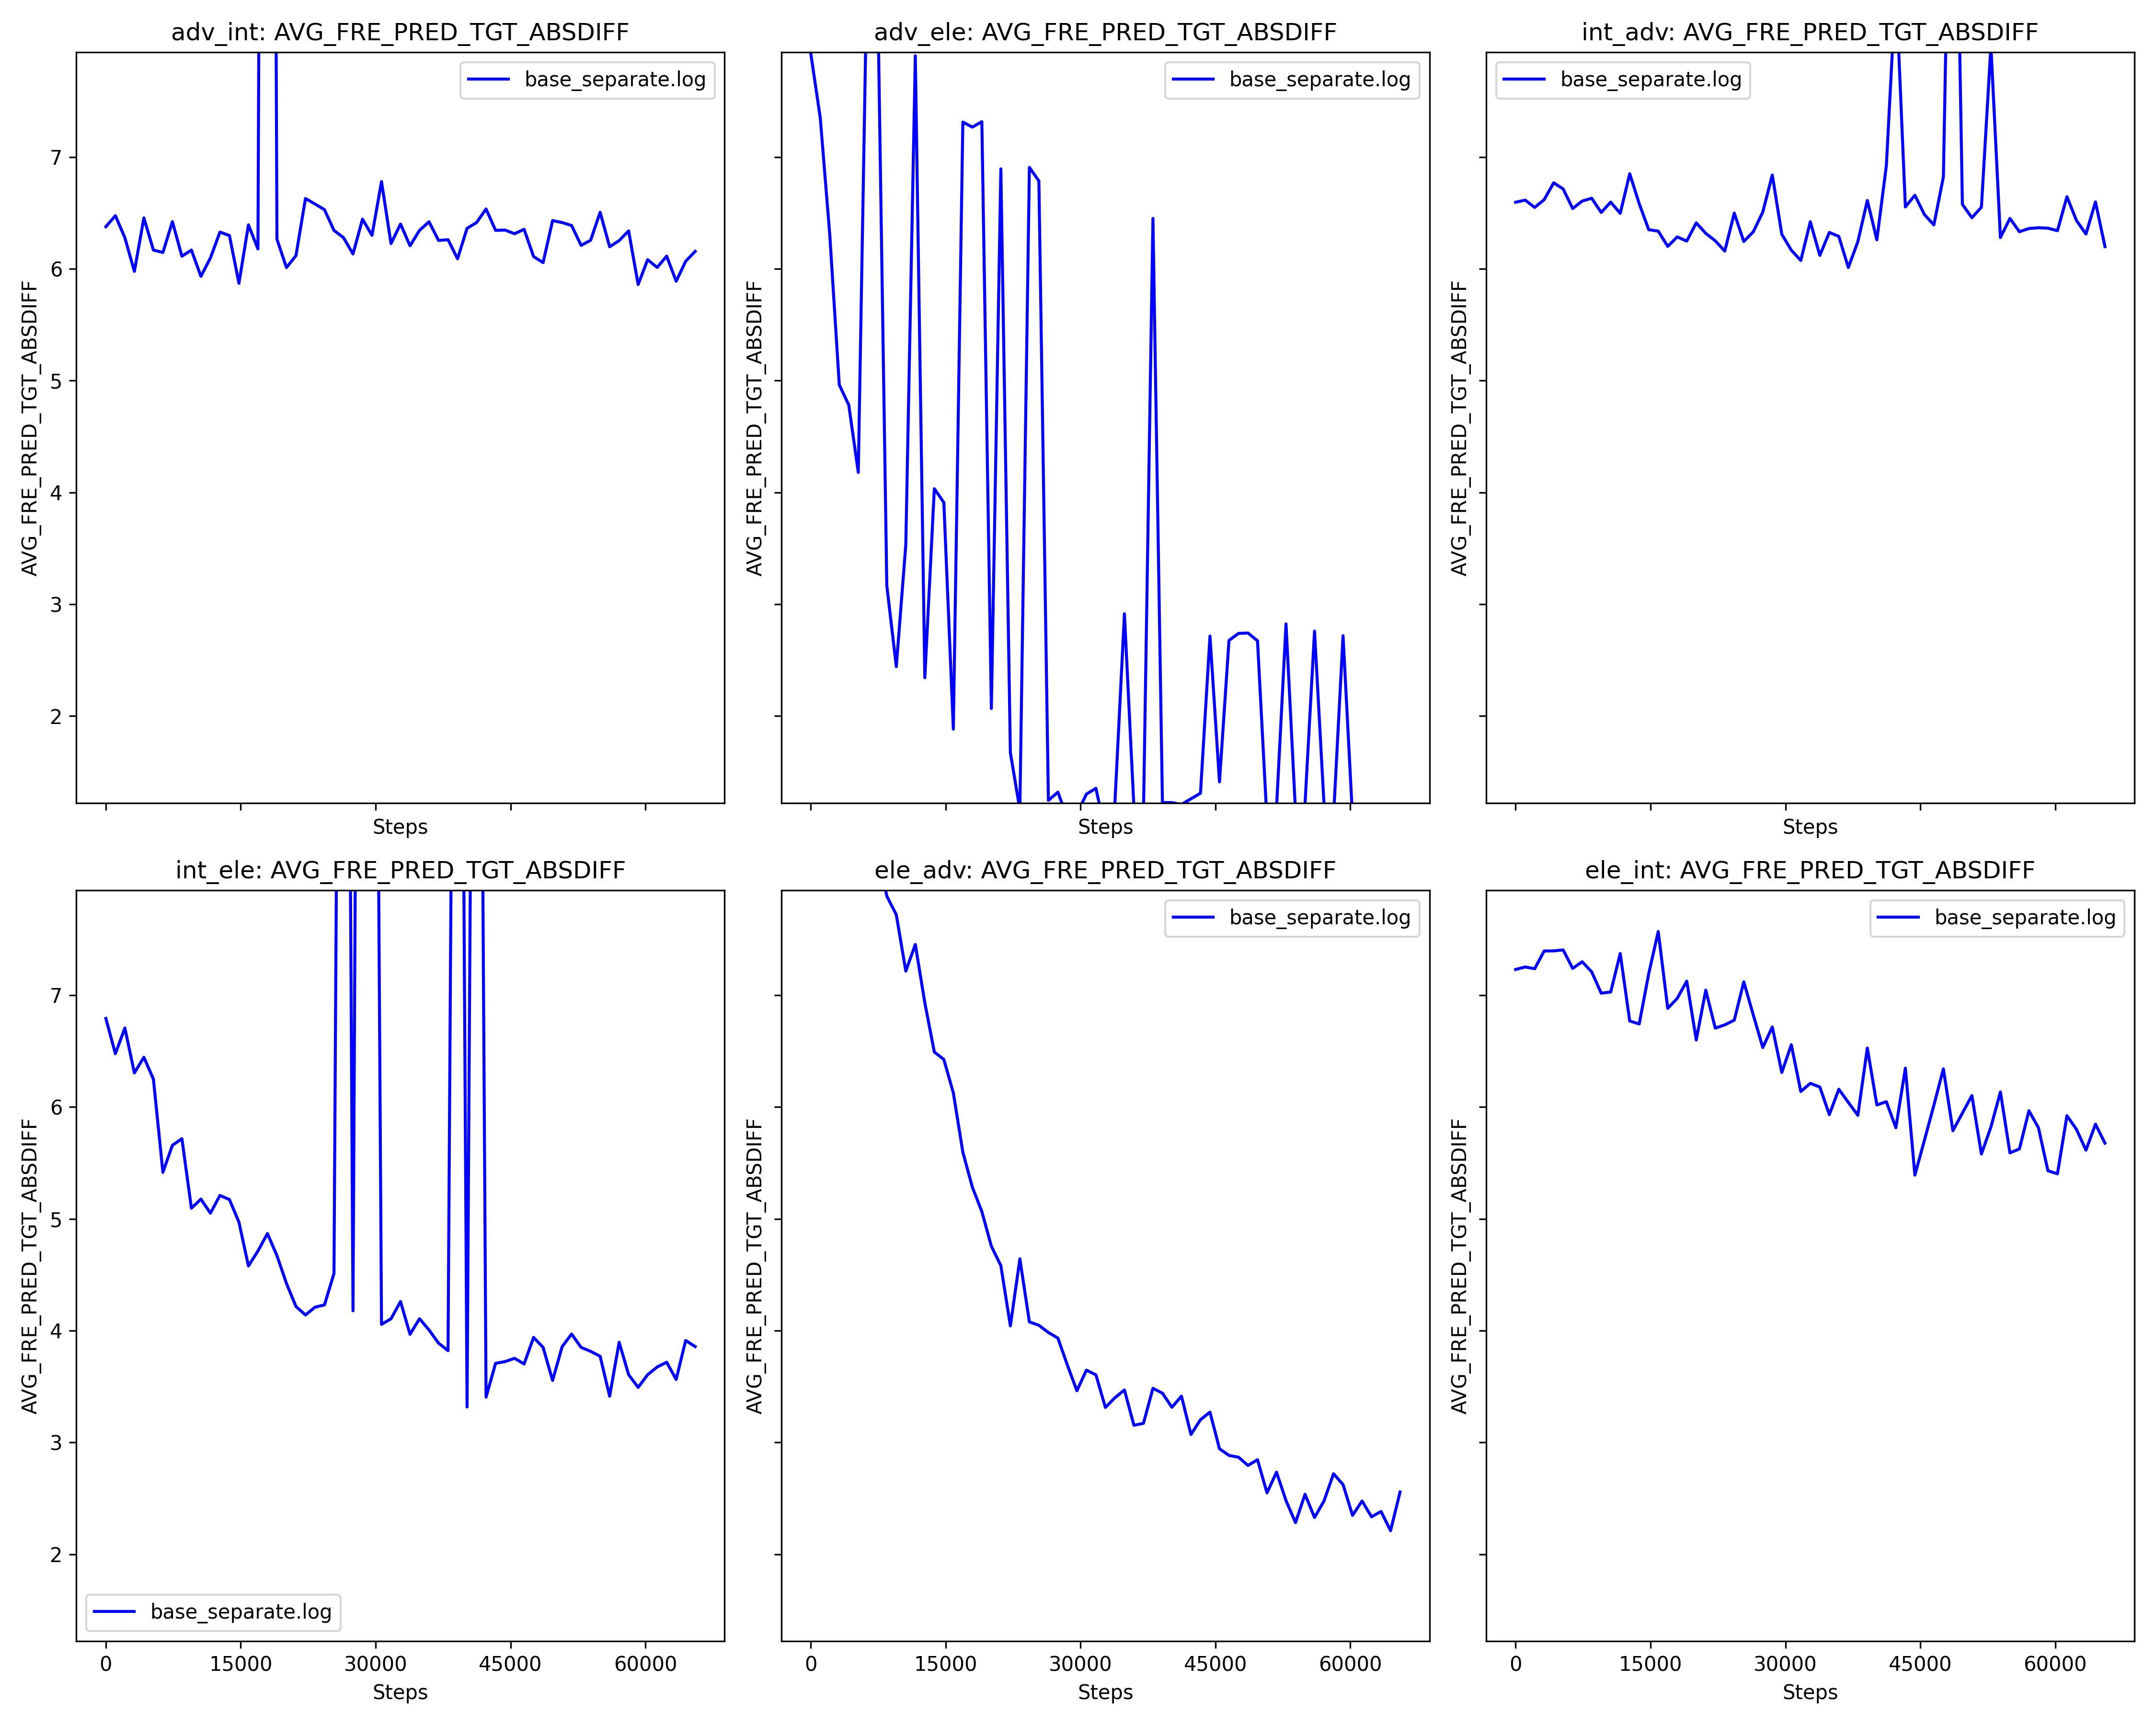 adv_int: AVG_FRE_PRED_TGT_ABSDIFF
AVG_FRE_PRED_TGT_ABSDIFF
7
6
5
4
3
2
base_separate.log
Steps
adv_ele: AVG_FRE_PRED_TGT_ABSDIFF
AVG_FRE_PRED_TGT_ABSDIFF
base_separate.log
Steps
int_adv: AVG_FRE_PRED_TGT_ABSDIFF
AVG_FRE_PRED_TGT_ABSDIFF
base_separate.log
Steps
int_ele: AVG_FRE_PRED_TGT_ABSDIFF
AVG_FRE_PRED_TGT_ABSDIFF
7
6
5
4
3
2
base_separate.log
0 15000 30000 45000 60000
Steps
ele_adv: AVG_FRE_PRED_TGT_ABSDIFF
AVG_FRE_PRED_TGT_ABSDIFF
base_separate.log
0 15000 30000 45000 60000
Steps
ele_int: AVG_FRE_PRED_TGT_ABSDIFF
AVG_FRE_PRED_TGT_ABSDIFF
base_separate.log
0 15000 30000 45000 60000
Steps